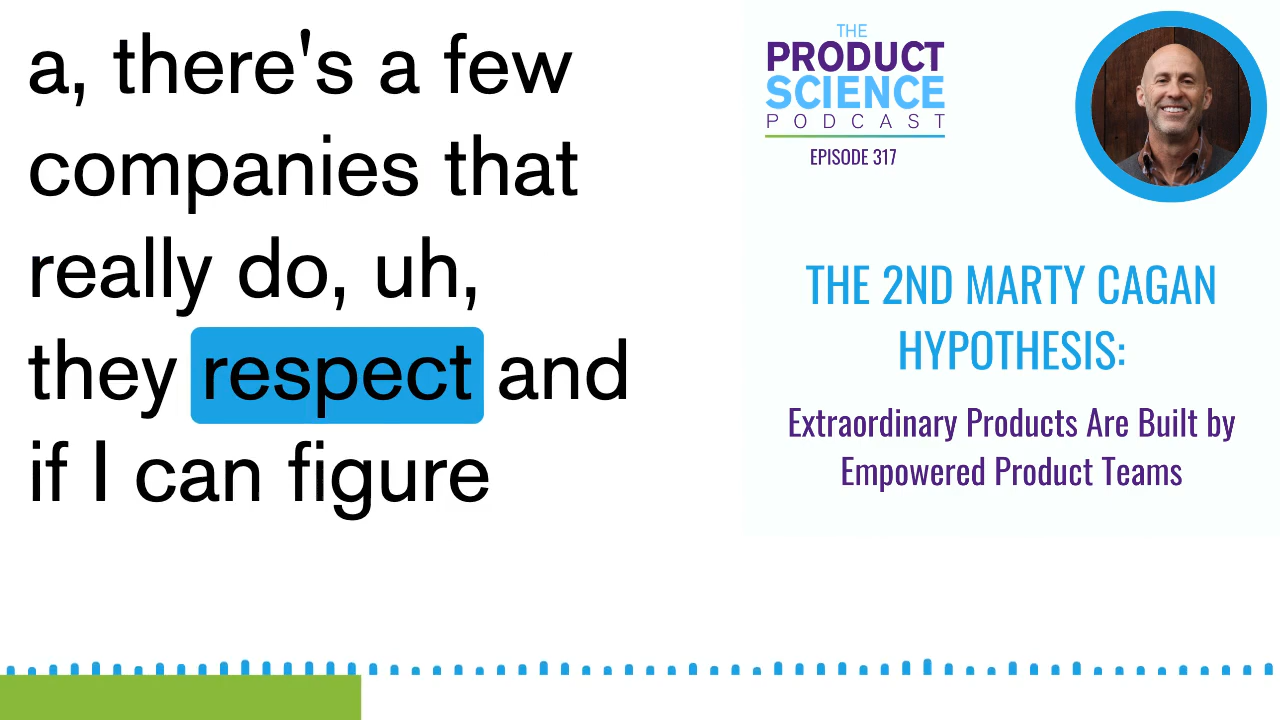 a, there's a few
companies that
really do, uh,
they respect and
if I can figure
THE
PRODUCT
SCIENCE
PODCAST
EPISODE 317
THE 2ND MARTY CAGAN
HYPOTHESIS:
Extraordinary Products Are Built by
Empowered Product Teams